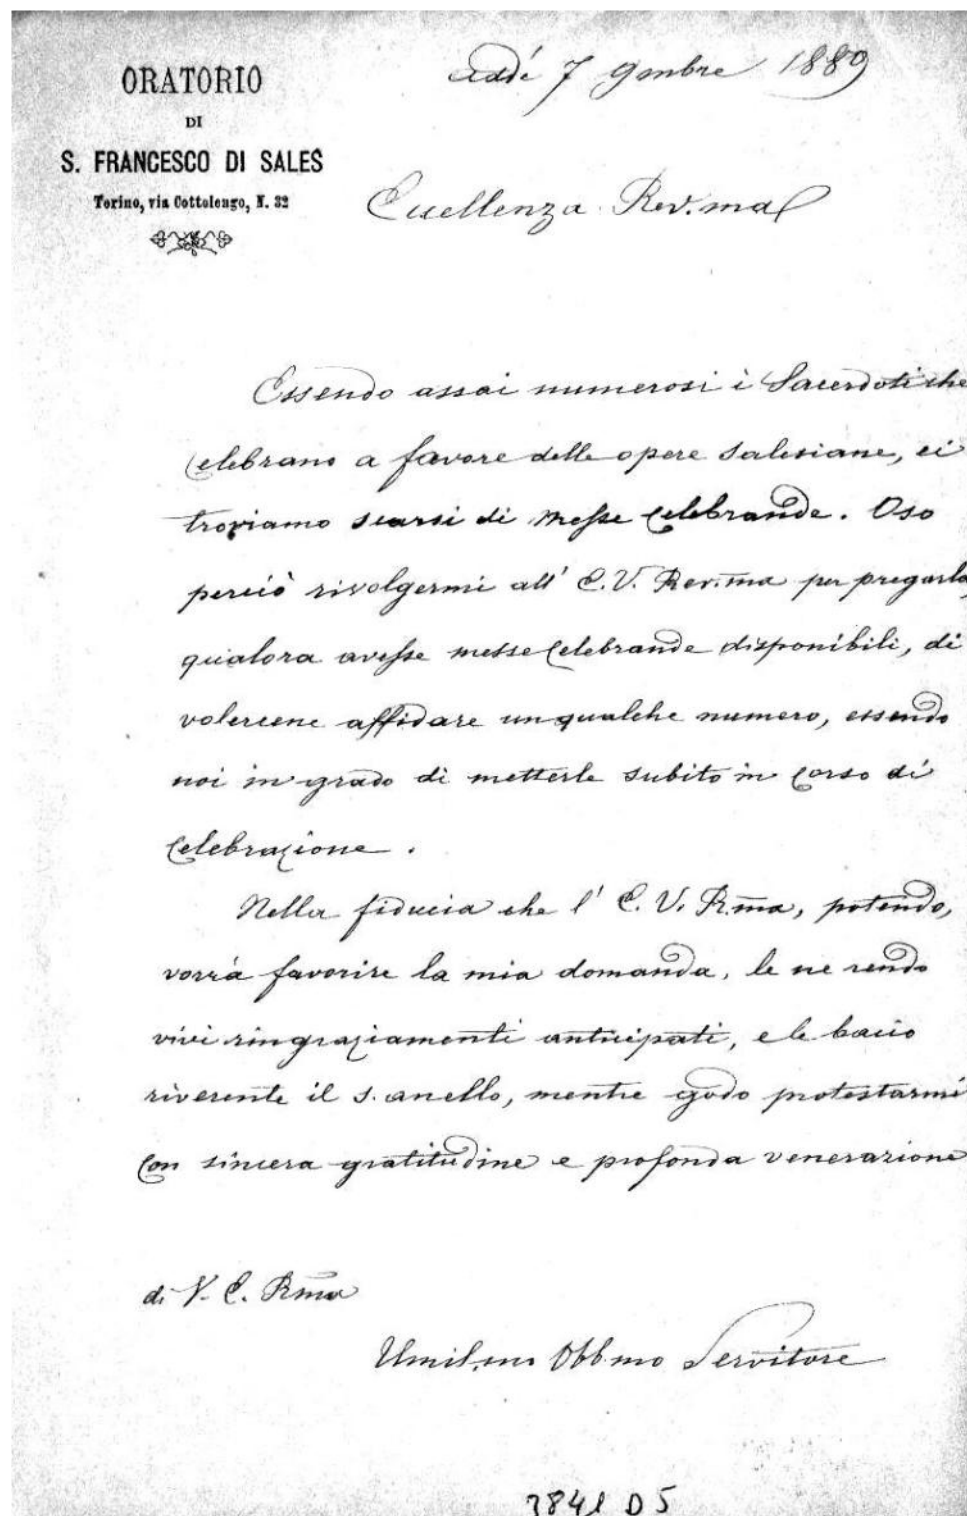 ORATORIO
DI
S. FRANCESCO DI SALES
Torino, via Cottolengo, N. 32
addì 7 9mbre 1889
Eccellenza Rev.ma
Essendo assai numerosi i Sacerdoti che
celebrano a favore delle opere Salesiane, ci
troviamo scarsi di messe celebrande. Oso
perciò rivolgermi all' E. V. Rev.ma per pregarla,
qualora avesse messe celebrande disponibili, di
volercene affidare un qualche numero, essendo
noi in grado di metterle subito in corso di
celebrazione.
Nella fiducia che l' E. V. R.ma, potendo,
vorrà favorire la mia domanda, le ne rendo
vivi ringraziamenti anticipati, e le bacio
riverente il s. anello, mentre godo protestarmi
con sincera gratitudine e profonda venerazione
di V. E. Rma
Umil.mo Obb.mo Servitore
3841 D5